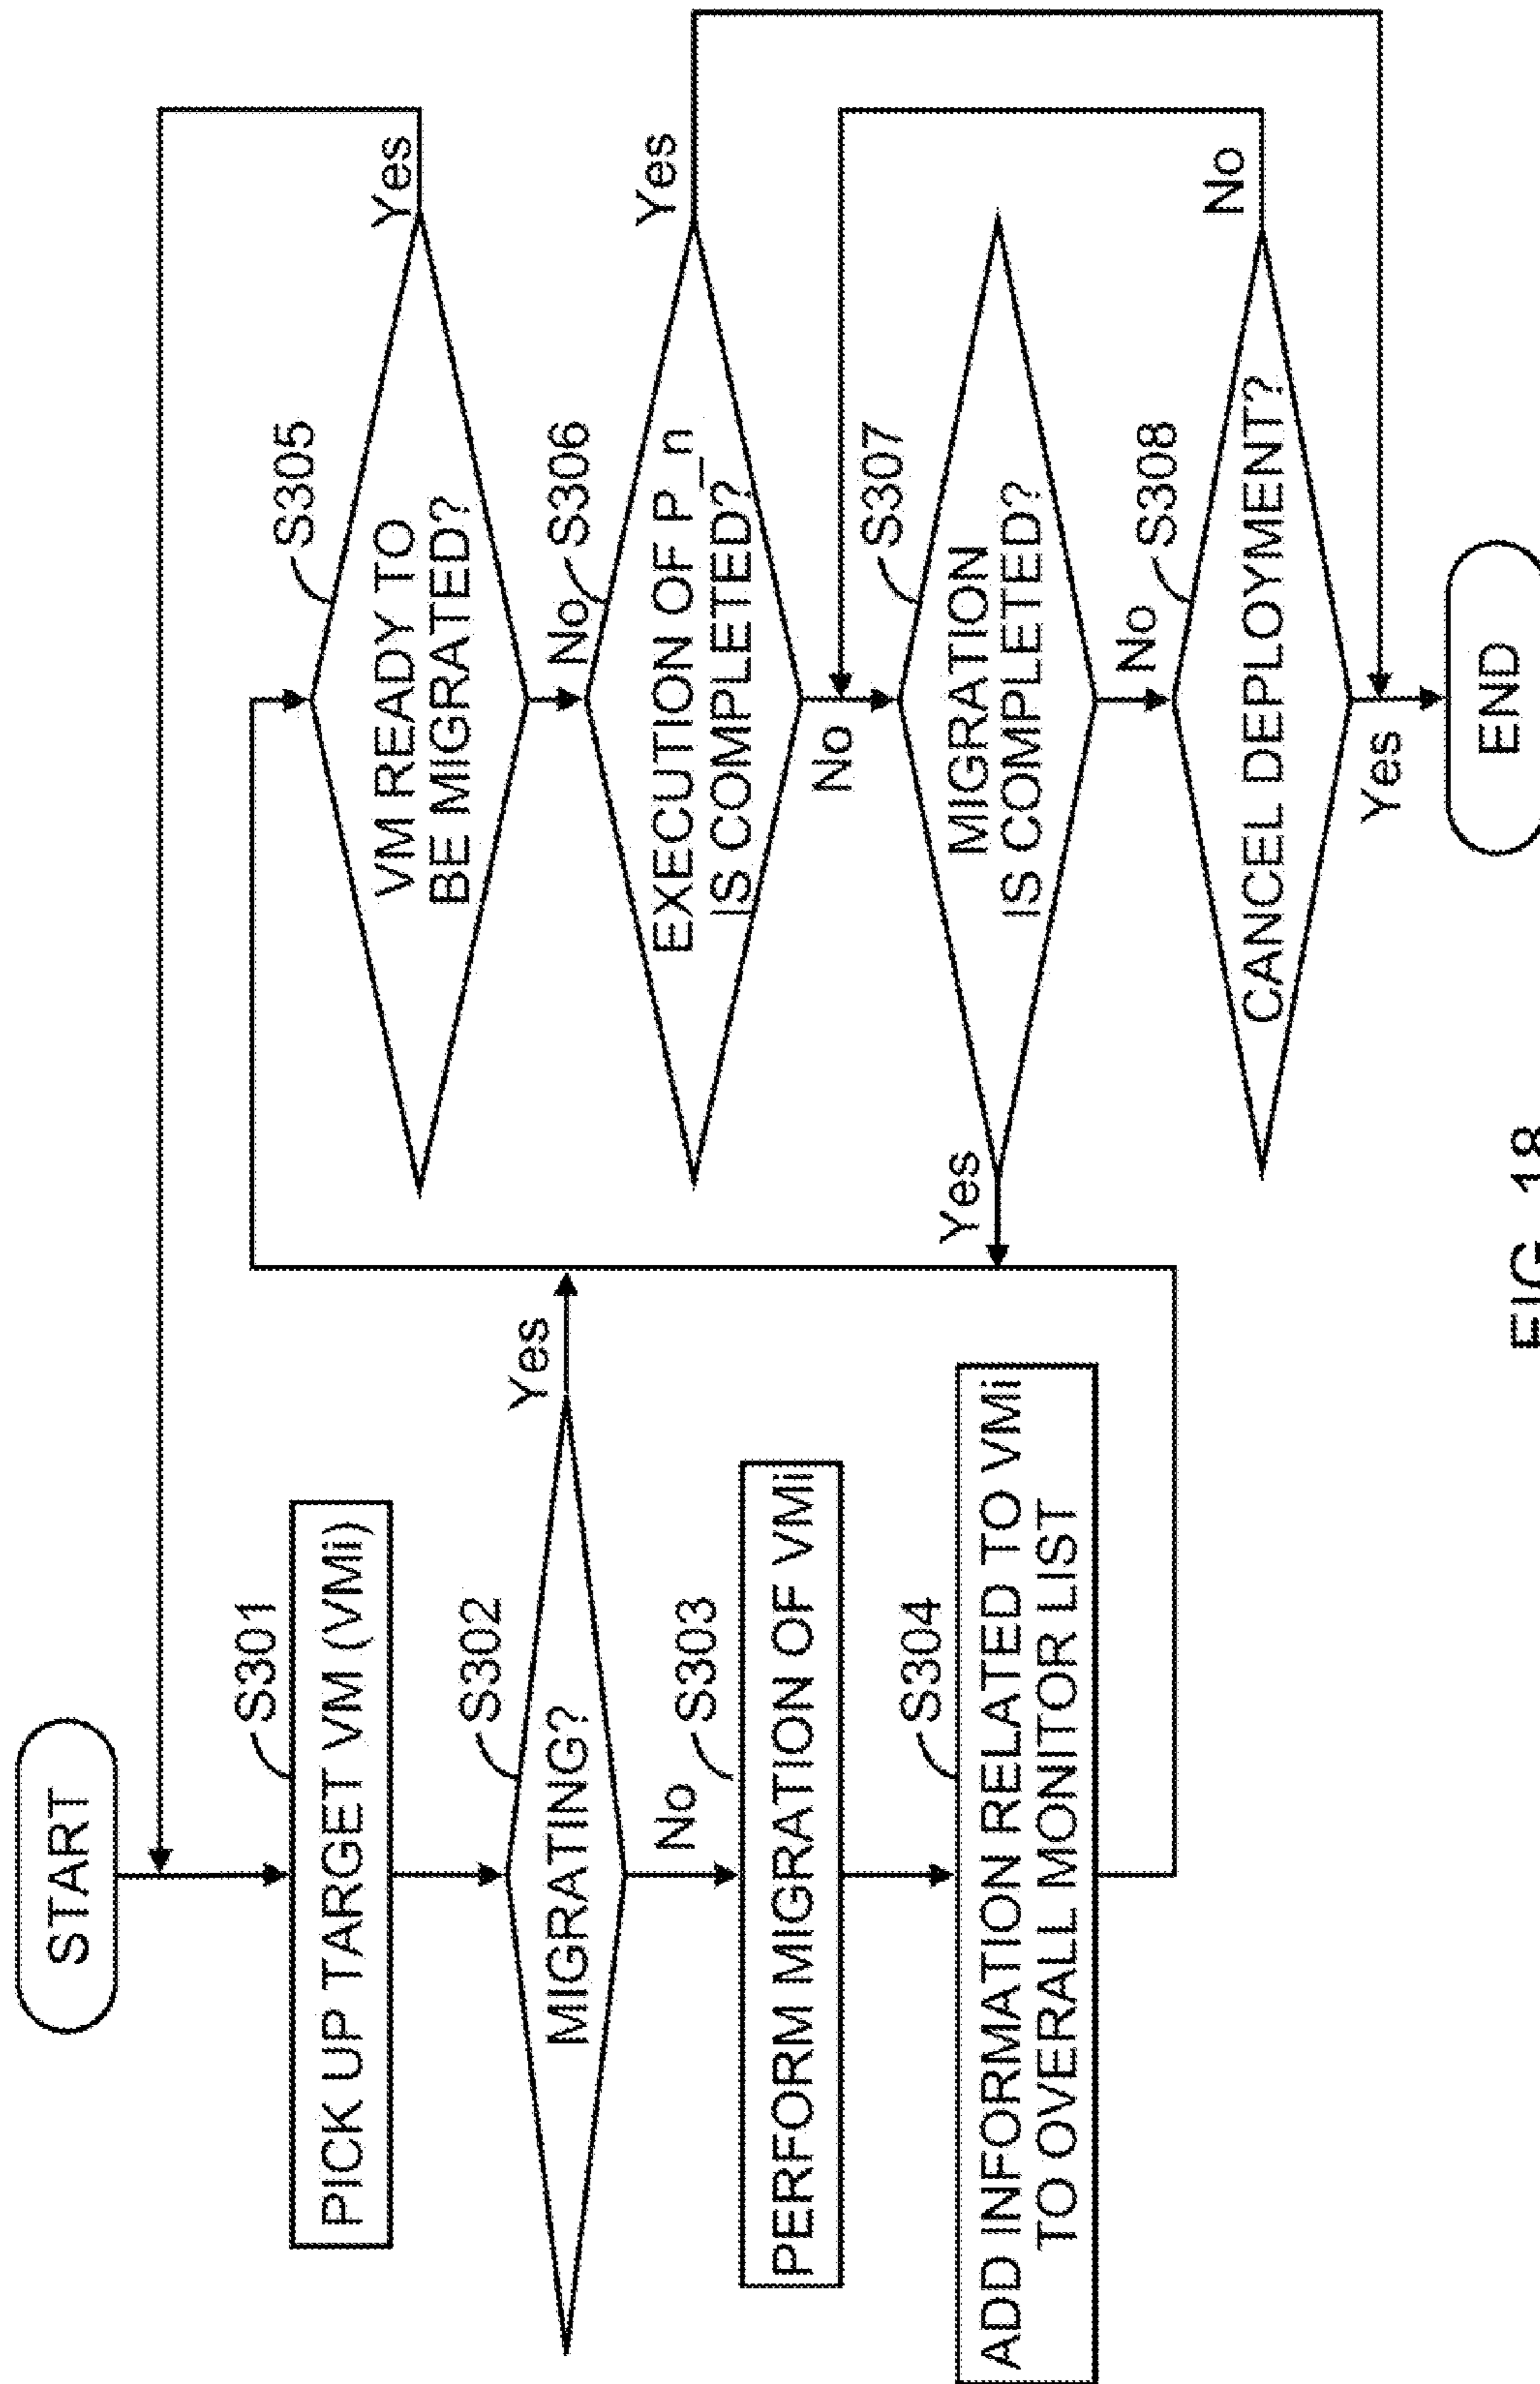 START
S301
PICK UP TARGET VM (VMi)
S302
MIGRATING?
Yes
No
S303
PERFORM MIGRATION OF VMi
S304
ADD INFORMATION RELATED TO VMi
TO OVERALL MONITOR LIST
S305
VM READY TO
BE MIGRATED?
Yes
No
S306
EXECUTION OF P_n
IS COMPLETED?
Yes
No
S307
MIGRATION
IS COMPLETED?
Yes
No
S308
CANCEL DEPLOYMENT?
No
Yes
END
FIG. 18